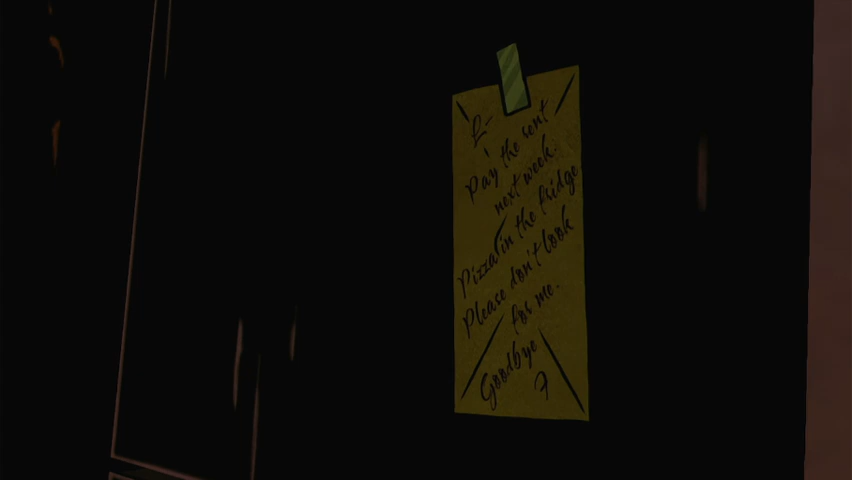 L-
Pay the rent
next week.
Pizza in the fridge
Please don't look
for me.
Goodbye
F